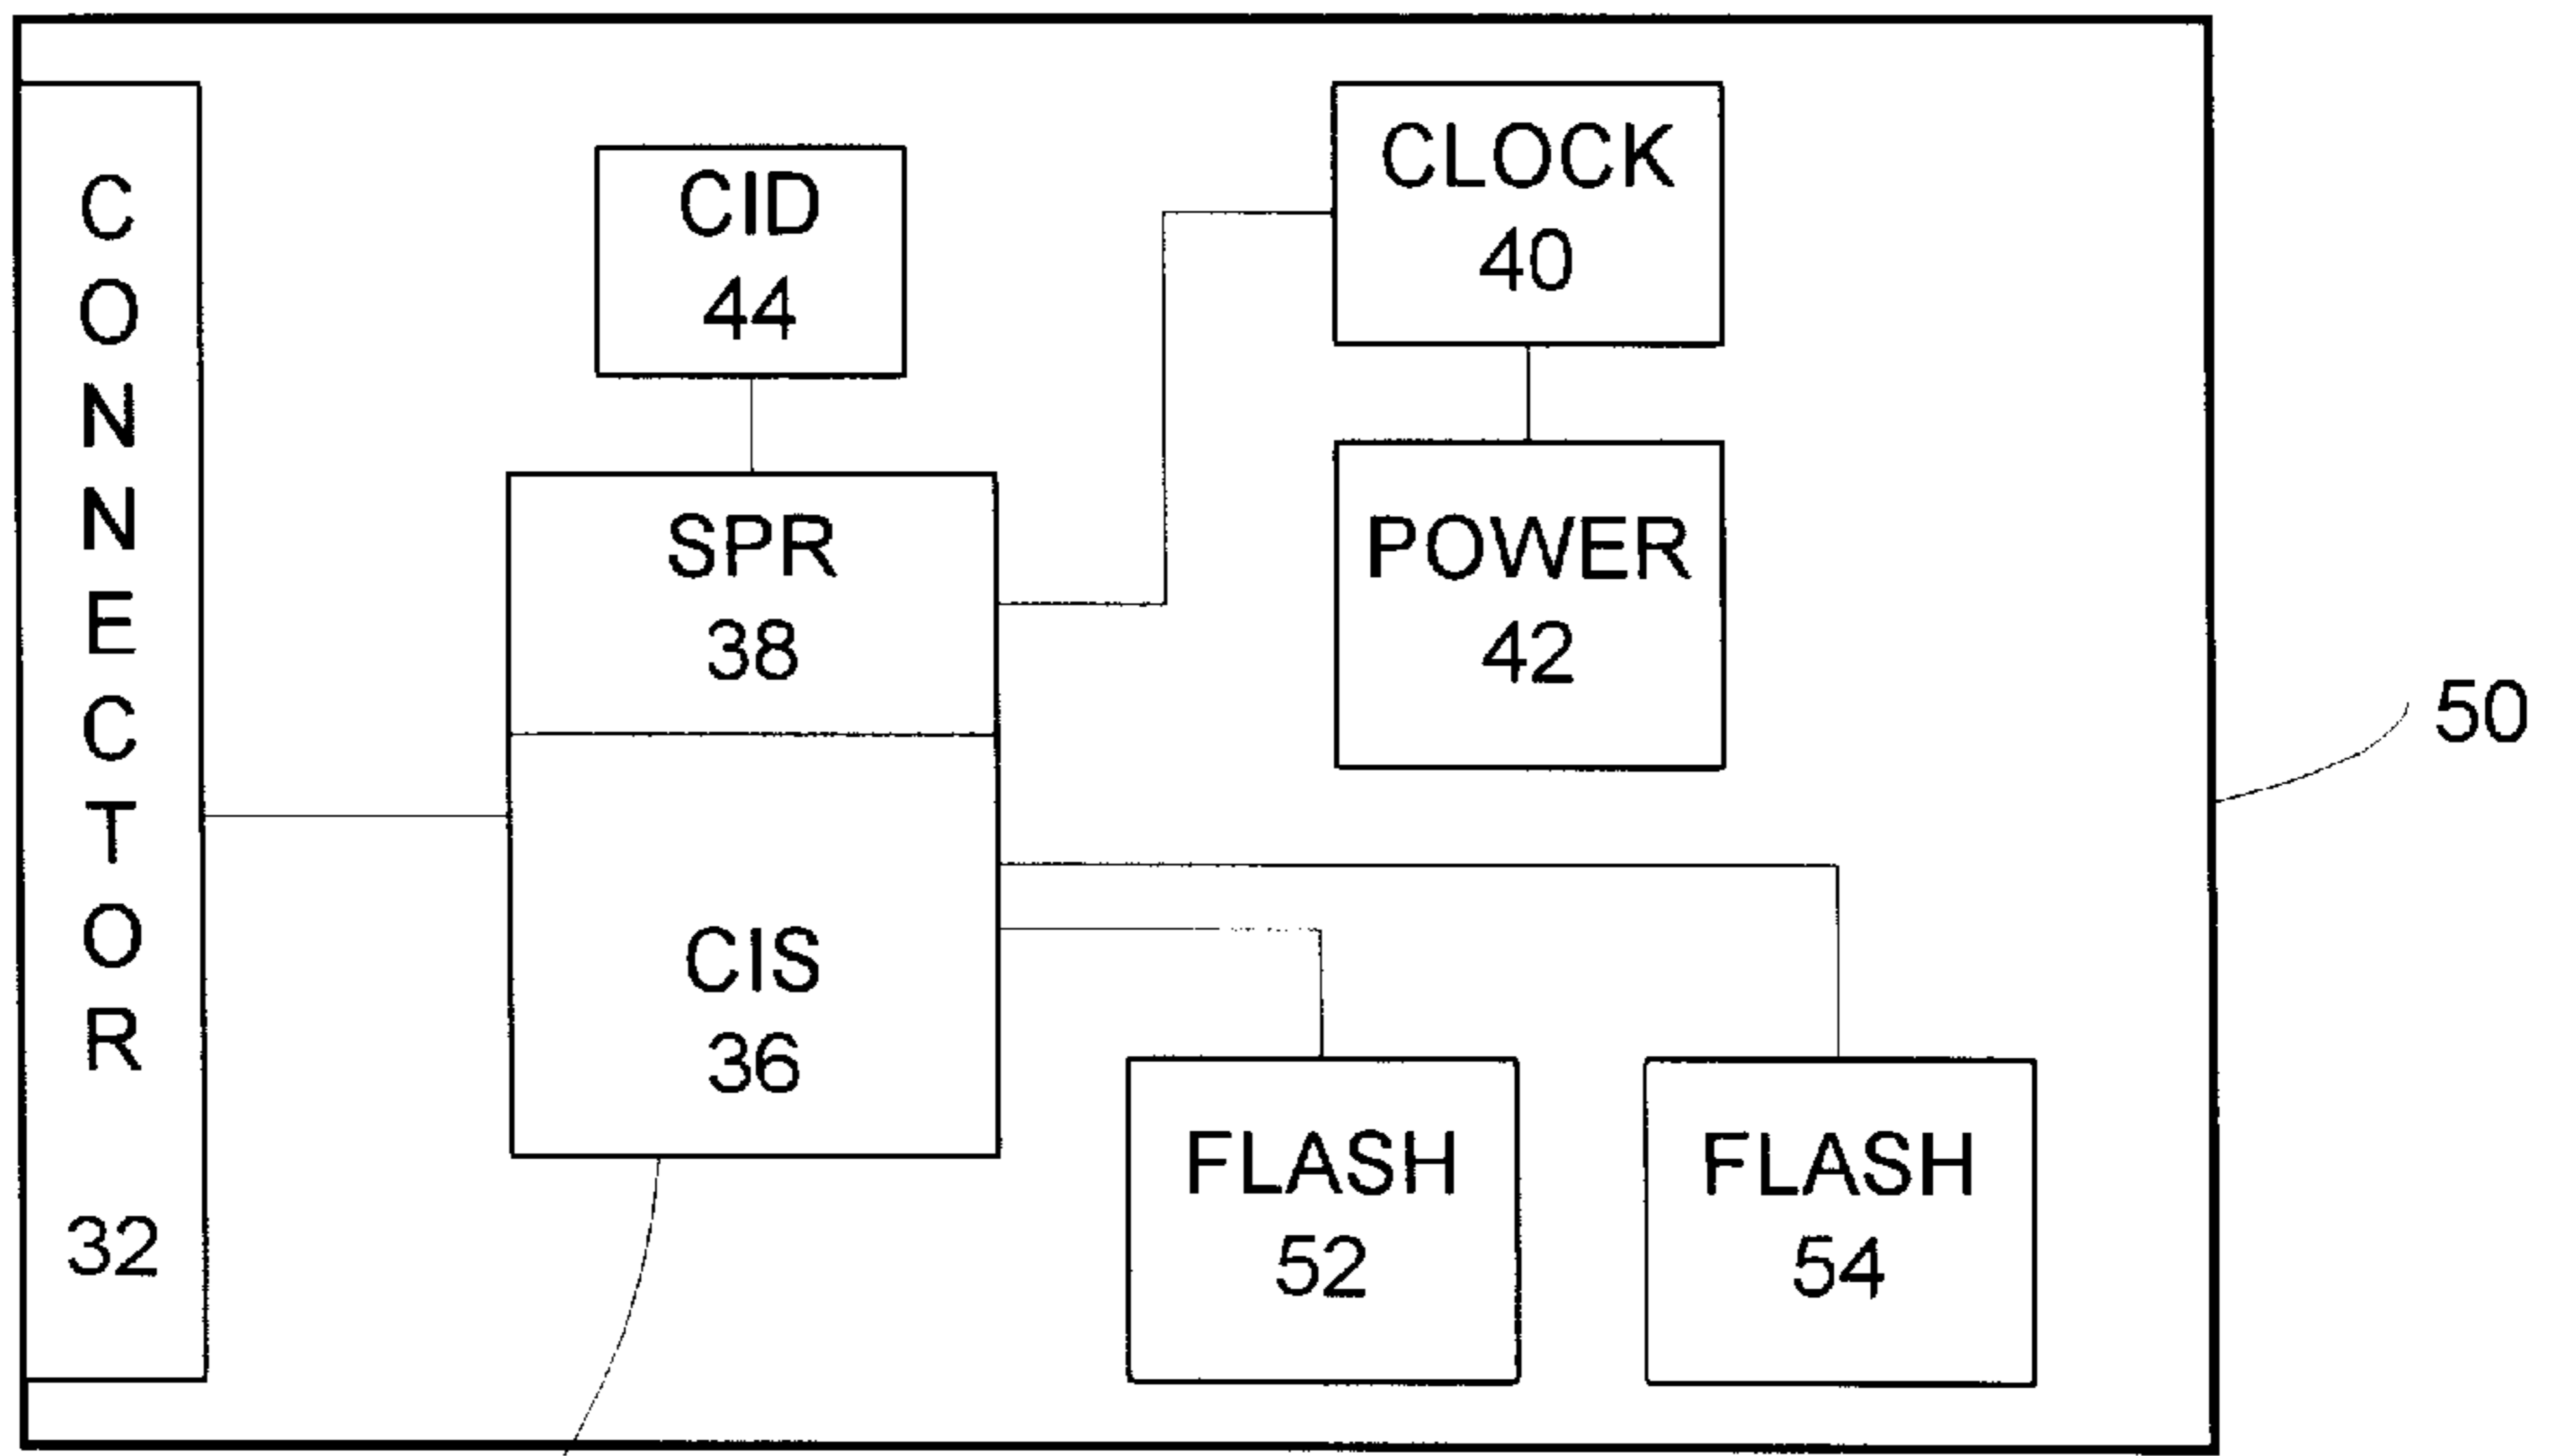 CONNECTOR
32
CID
44
CLOCK
40
SPR
38
POWER
42
50
CIS
36
FLASH
52
FLASH
54